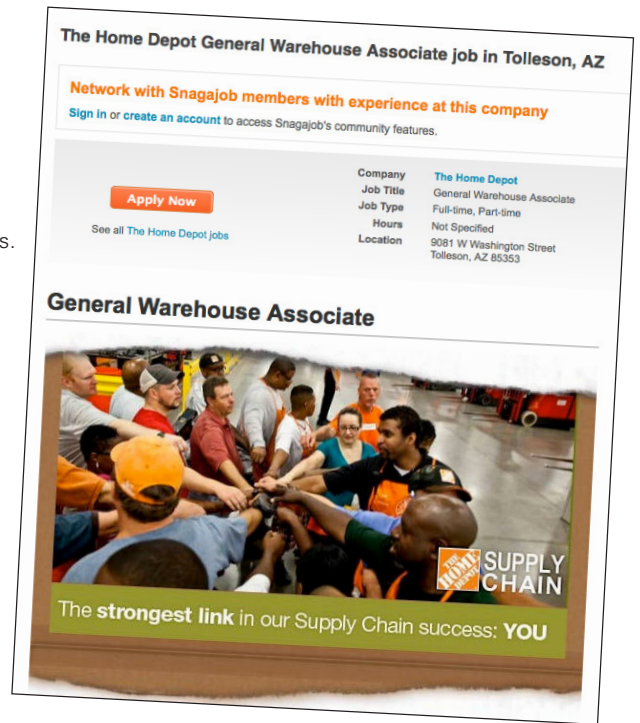 The Home Depot General Warehouse Associate job in Tolleson, AZ
Network with Snagajob members with experience at this company
Sign in or create an account to access Snagajob's community features.
Apply Now
See all The Home Depot jobs
Company The Home Depot
Job Title General Warehouse Associate
Job Type Full-time, Part-time
Hours Not Specified
Location 9081 W Washington Street
Tolleson, AZ 85353
s.
General Warehouse Associate
THE HOME DEPOT
SUPPLY
CHAIN
The strongest link in our Supply Chain success: YOU